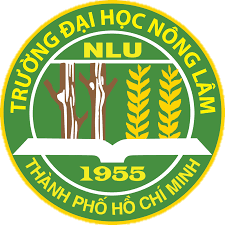 TRƯỜNG ĐẠI HỌC NÔNG LÂM
NLU
1955
THÀNH PHỐ HỒ CHÍ MINH